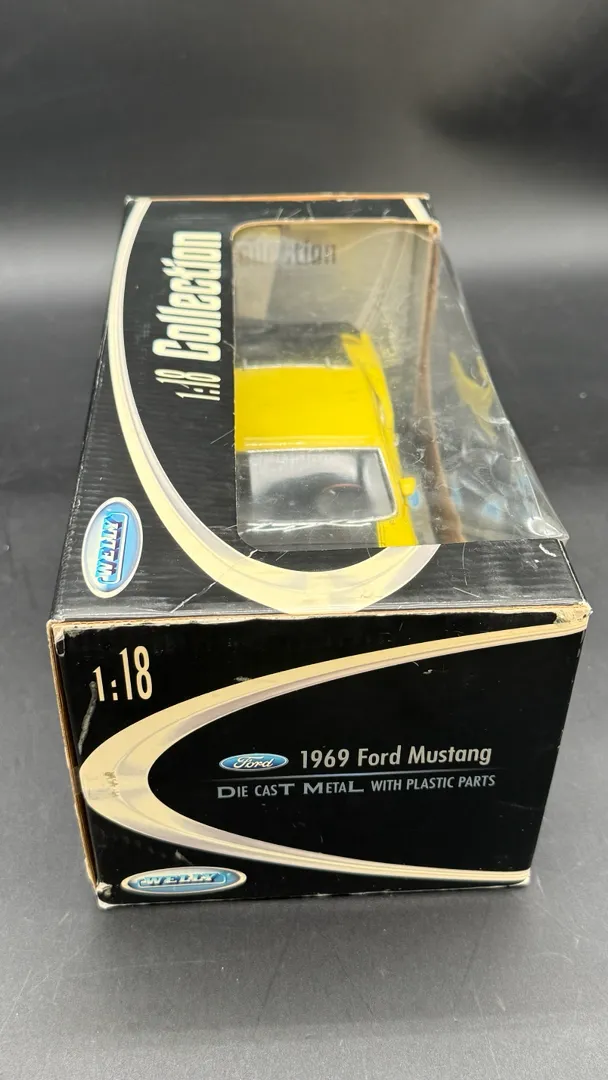 1:18 Collection
WELLY
1:18
Ford 1969 Ford Mustang
DIE CAST METAL WITH PLASTIC PARTS
WELLY